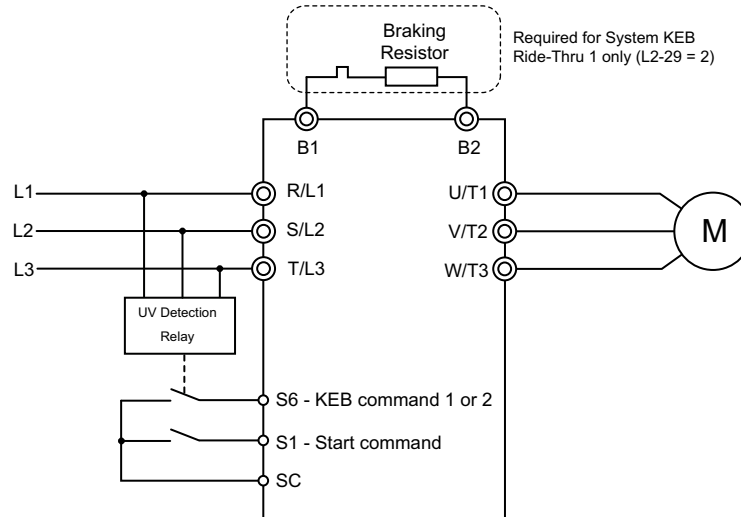 Braking
Resistor
Required for System KEB
Ride-Thru 1 only (L2-29 = 2)
B1
B2
L1
R/L1
U/T1
L2
S/L2
V/T2
M
L3
T/L3
W/T3
UV Detection
Relay
S6 - KEB command 1 or 2
S1 - Start command
SC